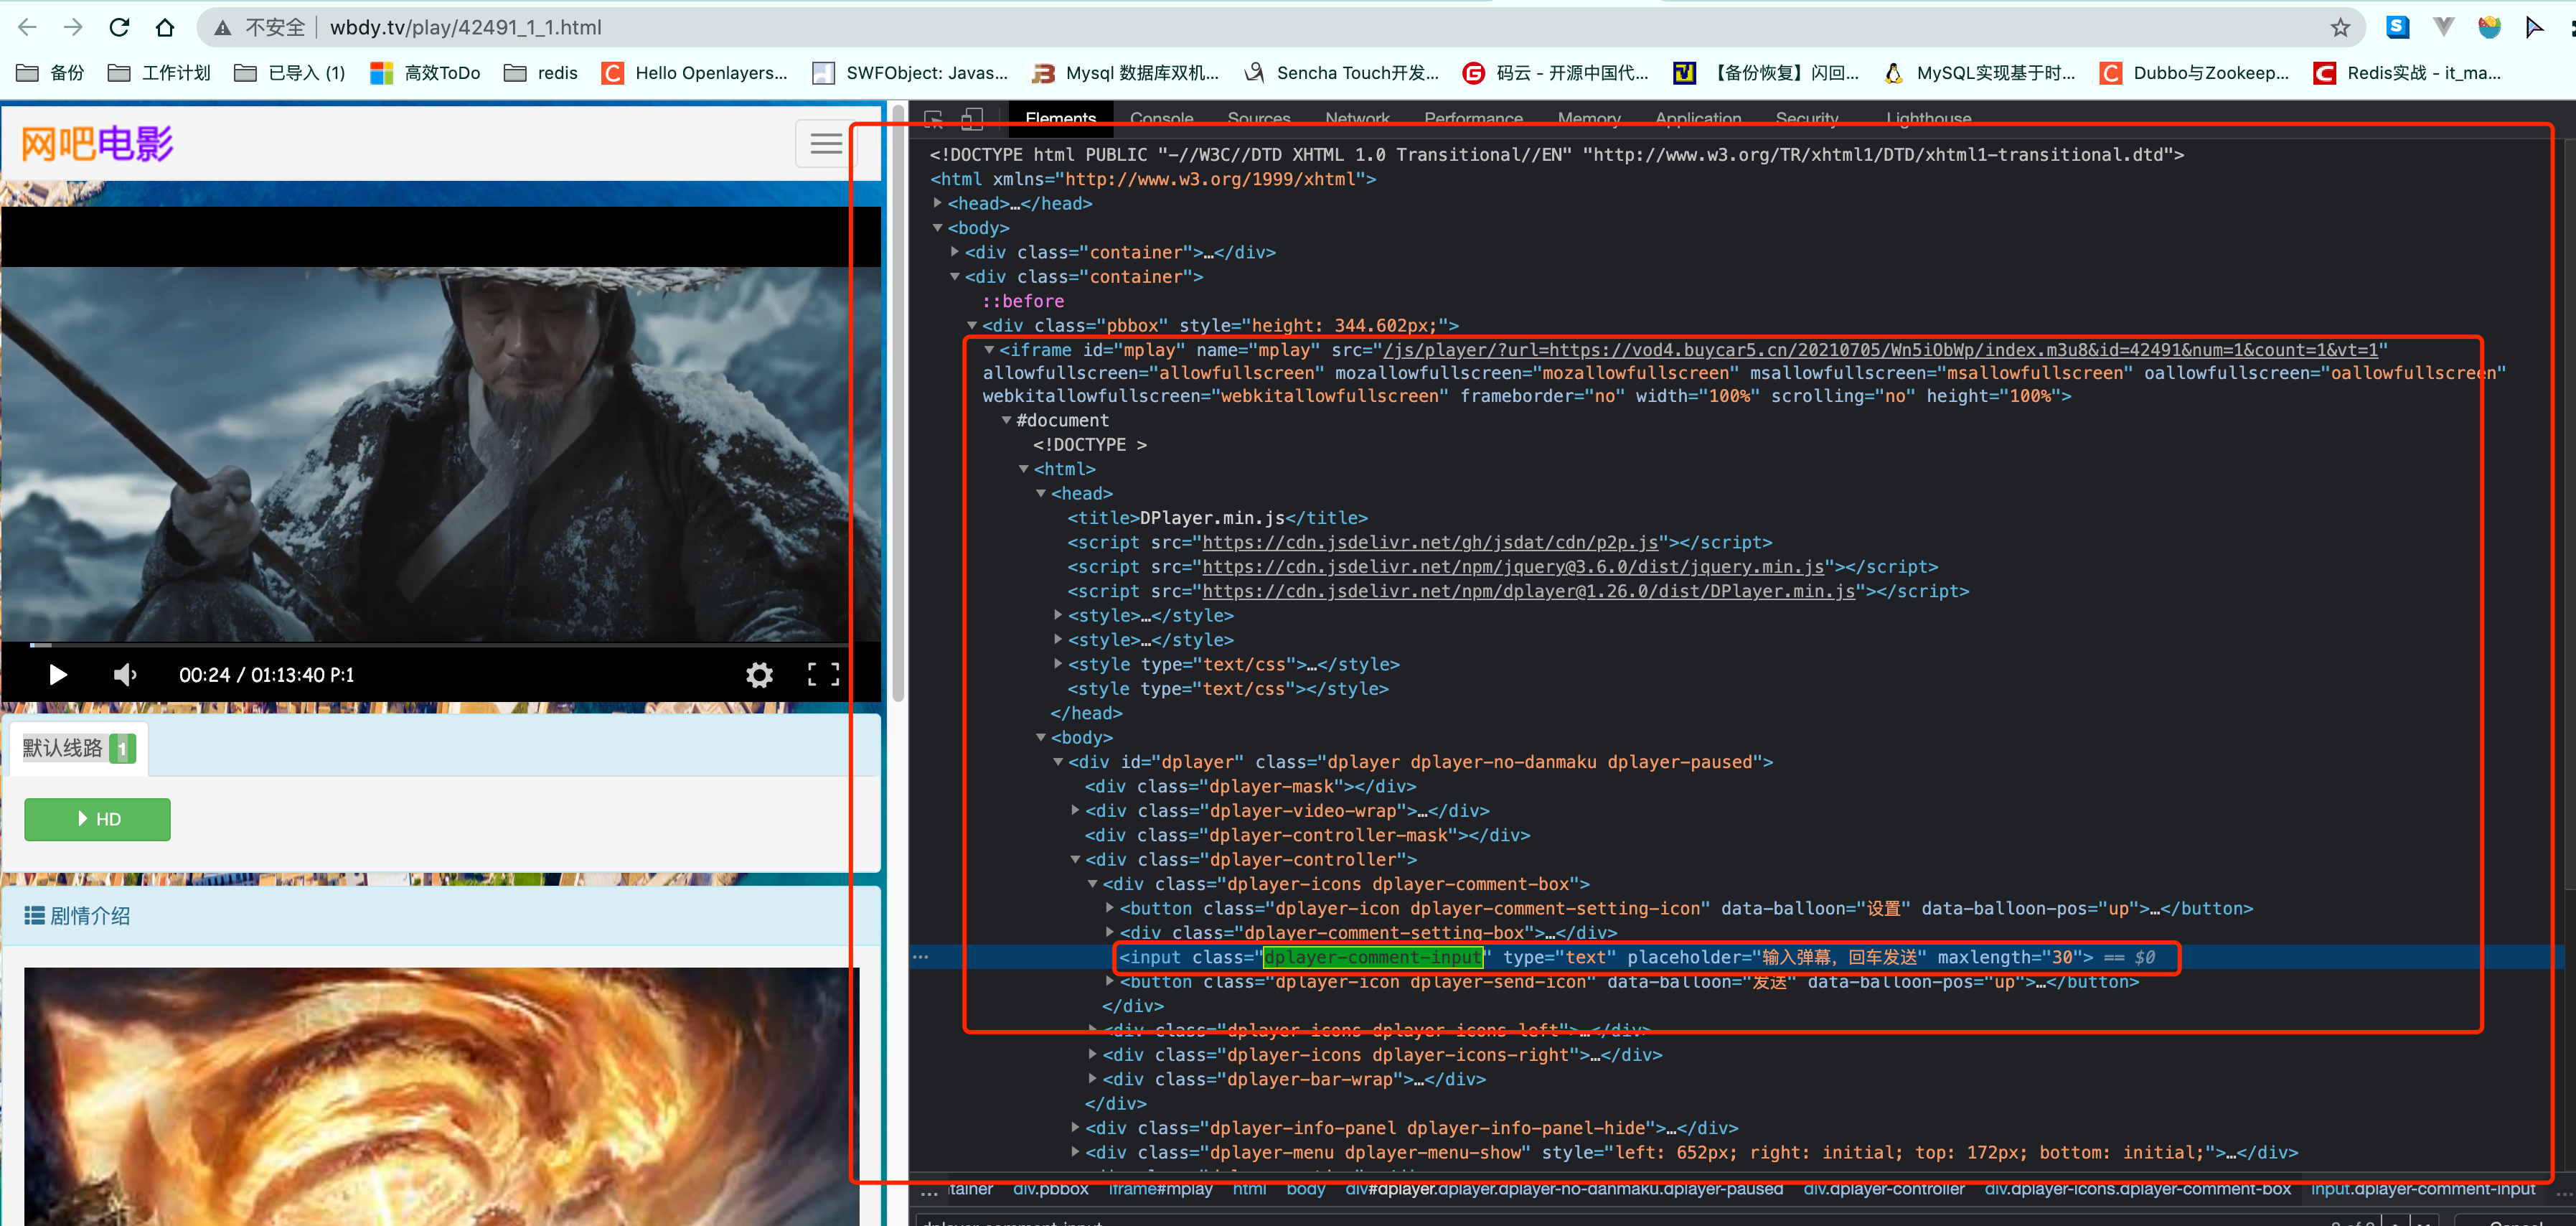 不安全 wbdy.tv/play/42491_1_1.html
备份 工作计划 已导入 (1) 高效ToDo redis Hello Openlayers... SWFObject: Javas... Mysql 数据库双机... Sencha Touch开发... 码云 - 开源中国代... 【备份恢复】闪回... MySQL实现基于时... Dubbo与Zookeep... Redis实战 - it_ma...
网吧电影
00:24 / 01:13:40 P:1
默认线路 1
HD
剧情介绍
Elements Console Sources Network Performance Memory Application Security Lighthouse
<!DOCTYPE html PUBLIC "-//W3C//DTD XHTML 1.0 Transitional//EN" "http://www.w3.org/TR/xhtml1/DTD/xhtml1-transitional.dtd">
<html xmlns="http://www.w3.org/1999/xhtml">
<head>…</head>
<body>
<div class="container">…</div>
<div class="container">
::before
<div class="pbbox" style="height: 344.602px;">
<iframe id="mplay" name="mplay" src="/js/player/?url=https://vod4.buycar5.cn/20210705/Wn5iObWp/index.m3u8&id=42491&num=1&count=1&vt=1"
allowfullscreen="allowfullscreen" mozallowfullscreen="mozallowfullscreen" msallowfullscreen="msallowfullscreen" oallowfullscreen="oallowfullscreen"
webkitallowfullscreen="webkitallowfullscreen" frameborder="no" width="100%" scrolling="no" height="100%">
#document
<!DOCTYPE >
<html>
<head>
<title>DPlayer.min.js</title>
<script src="https://cdn.jsdelivr.net/gh/jsdat/cdn/p2p.js"></script>
<script src="https://cdn.jsdelivr.net/npm/jquery@3.6.0/dist/jquery.min.js"></script>
<script src="https://cdn.jsdelivr.net/npm/dplayer@1.26.0/dist/DPlayer.min.js"></script>
<style>…</style>
<style>…</style>
<style type="text/css">…</style>
<style type="text/css"></style>
</head>
<body>
<div id="dplayer" class="dplayer dplayer-no-danmaku dplayer-paused">
<div class="dplayer-mask"></div>
<div class="dplayer-video-wrap">…</div>
<div class="dplayer-controller-mask"></div>
<div class="dplayer-controller">
<div class="dplayer-icons dplayer-comment-box">
<button class="dplayer-icon dplayer-comment-setting-icon" data-balloon="设置" data-balloon-pos="up">…</button>
<div class="dplayer-comment-setting-box">…</div>
<input class="dplayer-comment-input" type="text" placeholder="输入弹幕，回车发送" maxlength="30"> == $0
<button class="dplayer-icon dplayer-send-icon" data-balloon="发送" data-balloon-pos="up">…</button>
</div>
<div class="dplayer-icons dplayer-icons-left">…</div>
<div class="dplayer-icons dplayer-icons-right">…</div>
<div class="dplayer-bar-wrap">…</div>
</div>
<div class="dplayer-info-panel dplayer-info-panel-hide">…</div>
<div class="dplayer-menu dplayer-menu-show" style="left: 652px; right: initial; top: 172px; bottom: initial;">…</div>
... tainer div.pbbox iframe#mplay html body div#dplayer.dplayer.dplayer-no-danmaku.dplayer-paused div.dplayer-controller div.dplayer-icons.dplayer-comment-box input.dplayer-comment-input ...